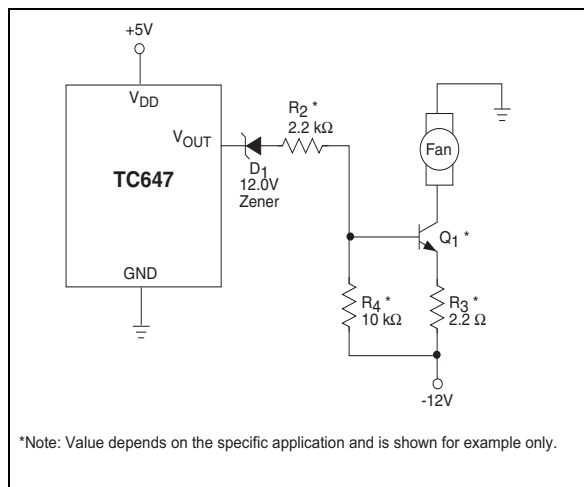 +5V
VDD
VOUT
R2 *
2.2 kΩ
D1
12.0V
Zener
TC647
GND
Fan
Q1 *
R4 *
10 kΩ
R3 *
2.2 Ω
-12V
*Note: Value depends on the specific application and is shown for example only.